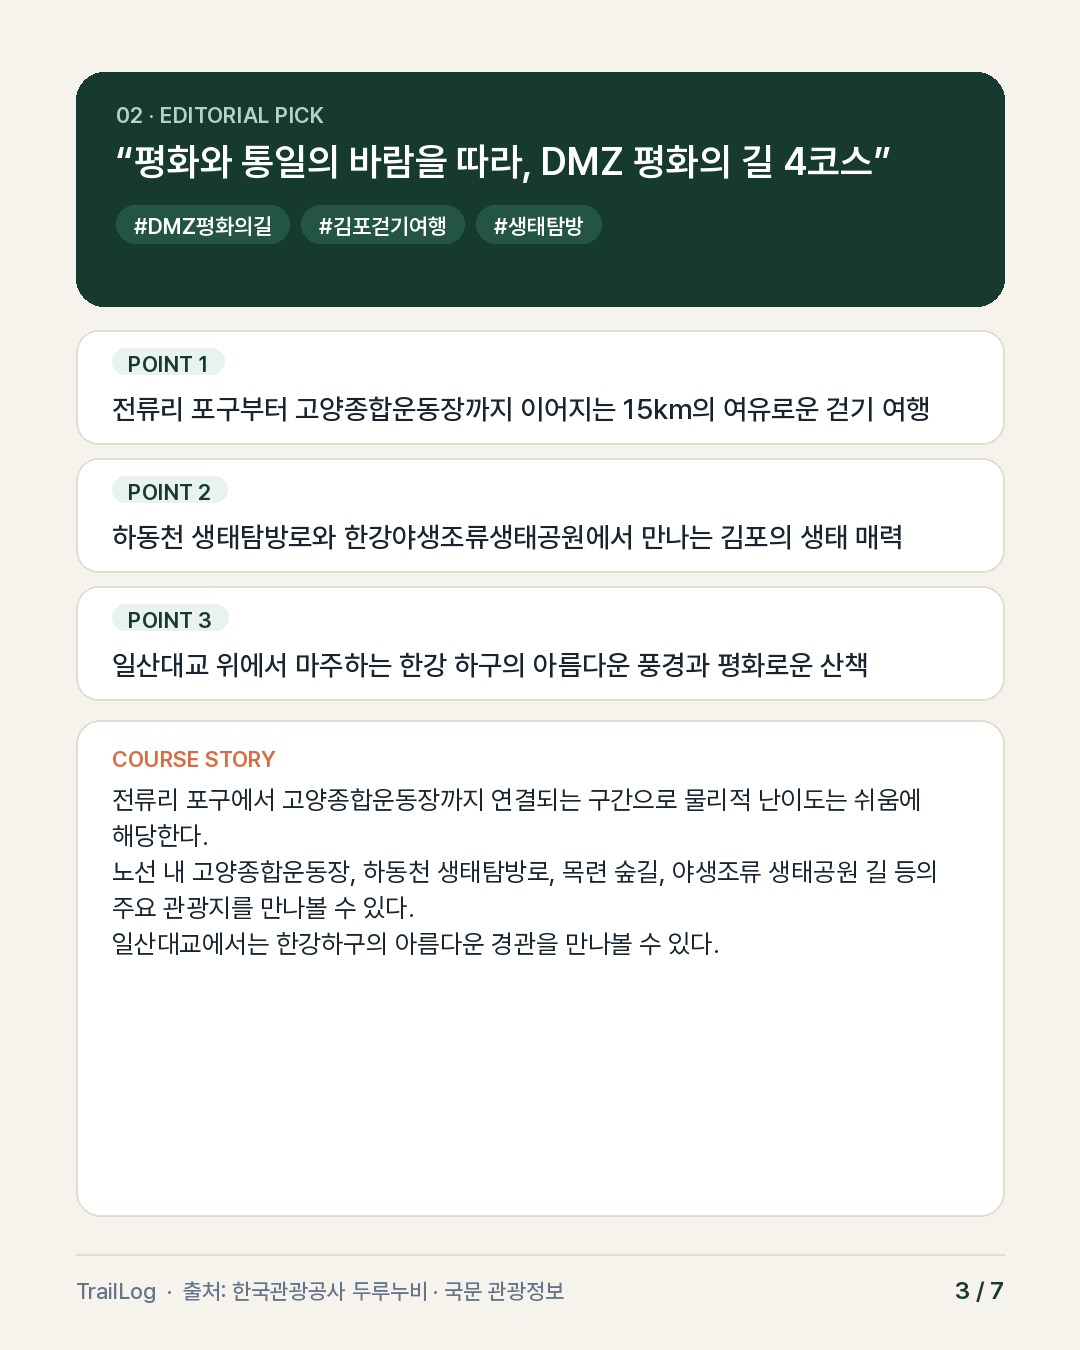 02 · EDITORIAL PICK
“평화와 통일의 바람을 따라, DMZ 평화의 길 4코스”
#DMZ평화의길 #김포걷기여행 #생태탐방
POINT 1
전류리 포구부터 고양종합운동장까지 이어지는 15km의 여유로운 걷기 여행
POINT 2
하동천 생태탐방로와 한강야생조류생태공원에서 만나는 김포의 생태 매력
POINT 3
일산대교 위에서 마주하는 한강 하구의 아름다운 풍경과 평화로운 산책
COURSE STORY
전류리 포구에서 고양종합운동장까지 연결되는 구간으로 물리적 난이도는 쉬움에
해당한다.
노선 내 고양종합운동장, 하동천 생태탐방로, 목련 숲길, 야생조류 생태공원 길 등의
주요 관광지를 만나볼 수 있다.
일산대교에서는 한강하구의 아름다운 경관을 만나볼 수 있다.
TrailLog · 출처: 한국관광공사 두루누비 · 국문 관광정보
3 / 7